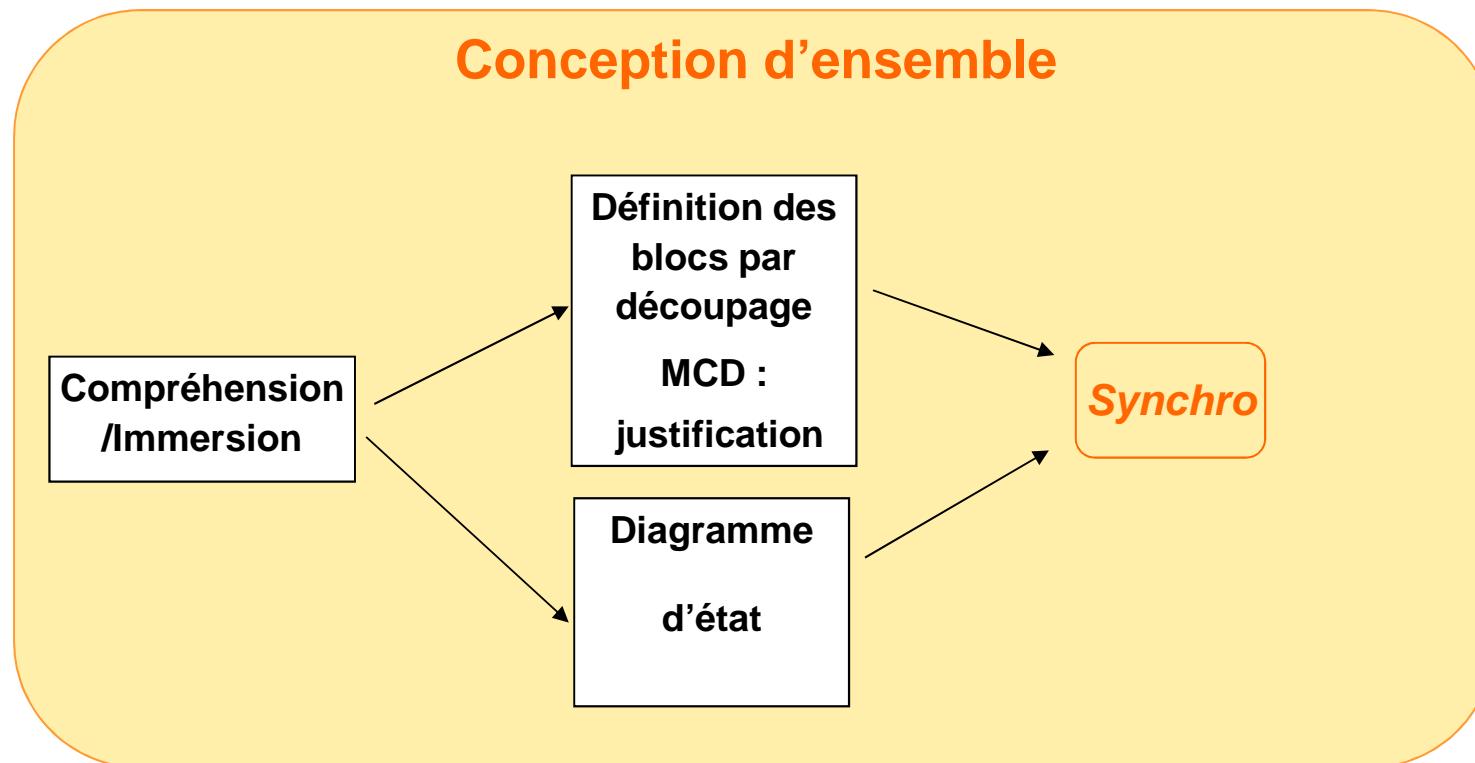 Conception d’ensemble
Compréhension
/Immersion
Définition des
blocs par
découpage
MCD :
justification
Diagramme
d’état
Synchro